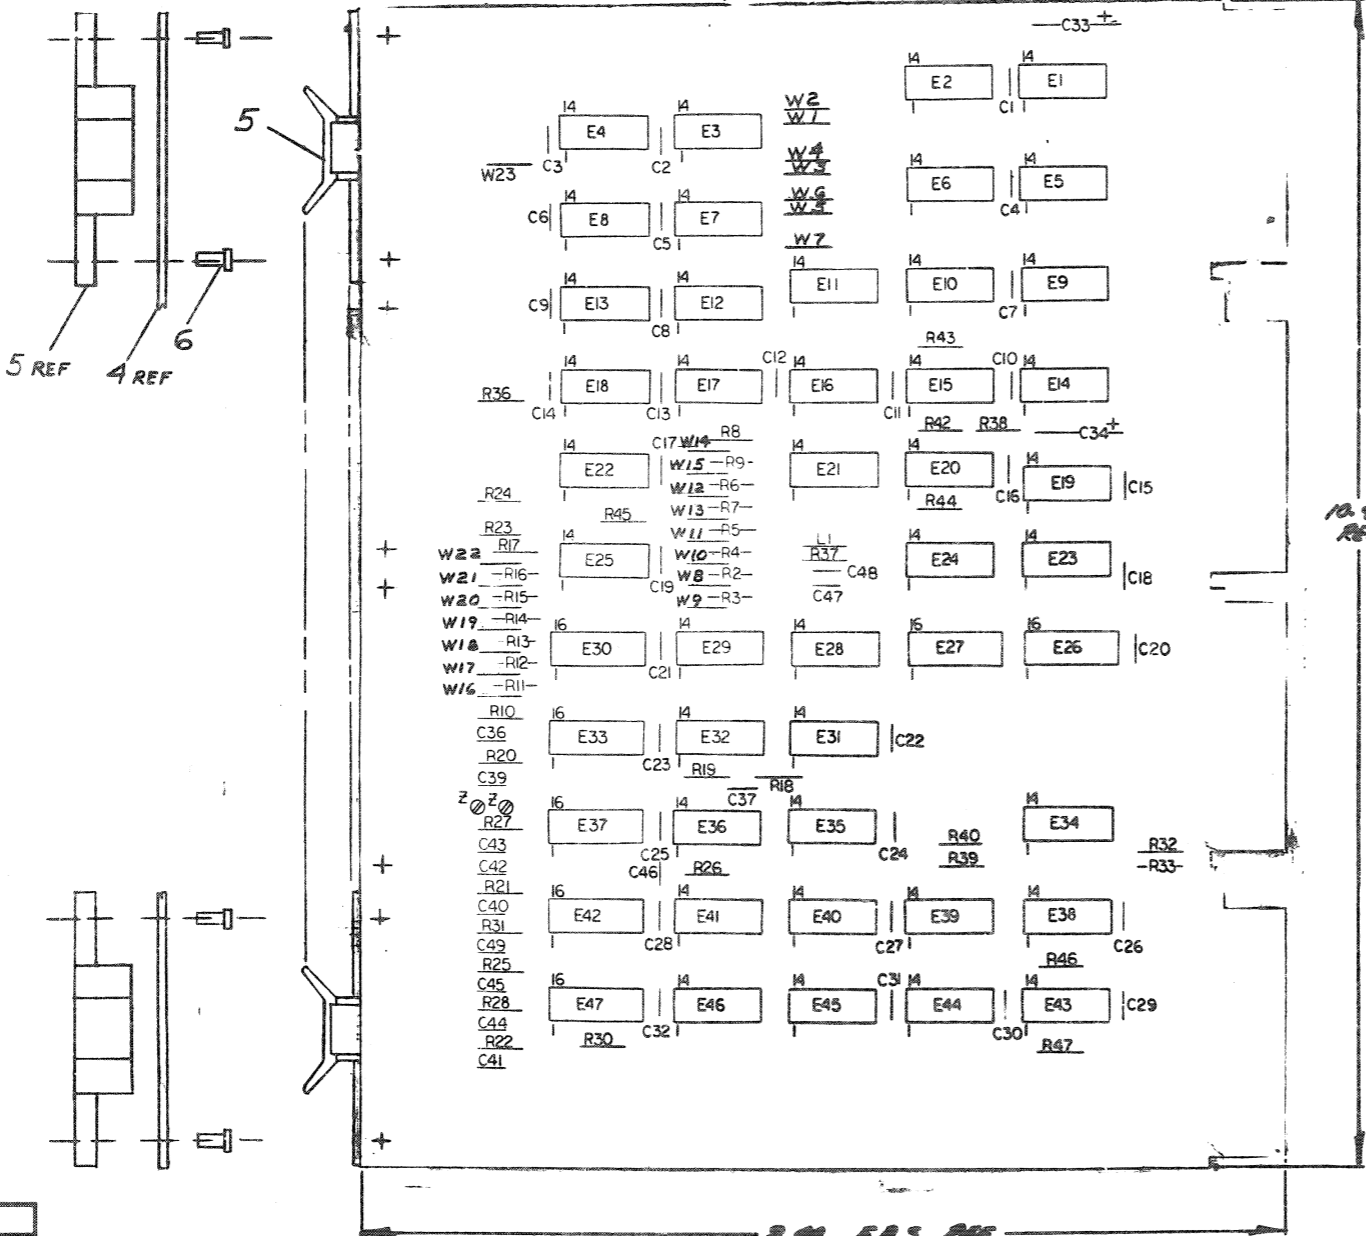 C33 +
14 14
E2 E1
C1
14 14
E4 E3
C3 C2
W2
W1
5
W23
W4
W3
14 14
E6 E5
C4
W6
W5
14 14
C6 E8 E7
C5
W7
14 14 14
E11 E10 E9
C7
14 14
C9 E13 E12
C8
6
5 REF 4 REF
R43
14 14 C12 14 14 C10 14
E18 E17 E16 E15 E14
R36 C14 C13 C11
R42 R38 C34 +
14 C17 W14 R8 14 14 14
E22 W15 R9 E21 E20 E19 C15
W12 R6 C16
R24 W13 R7 R44
R45
R23 W11 R5 L1
W22 R17 14 W10 R4 R37 14 14
W21 R16 E25 W8 R2 C48 E24 E23 C18
W20 R15 C19 W9 R3 C47
W19 R14
W18 R13 16 14 14 16 16
W17 R12 E30 E29 E28 E27 E26 C20
W16 R11 C21
R10 16 14 14
C36 E33 E32 E31 C22
R20 C23 R19 R18
C39 C37
Z Z
R27 16 14 14 14
C43 E37 E36 E35 E34
C42 C25 C24 R40 R32
C46 R26 R39 R33
R21 16 14 14 14 14
C40 E42 E41 E40 E39 E38
R31 C28 C27 C26
C49
R25 R46
C45 16 14 14 C31 14 14
R28 E47 E46 E45 E44 E43 C29
C44 C32 C30
R22 R30 R47
C41
REF